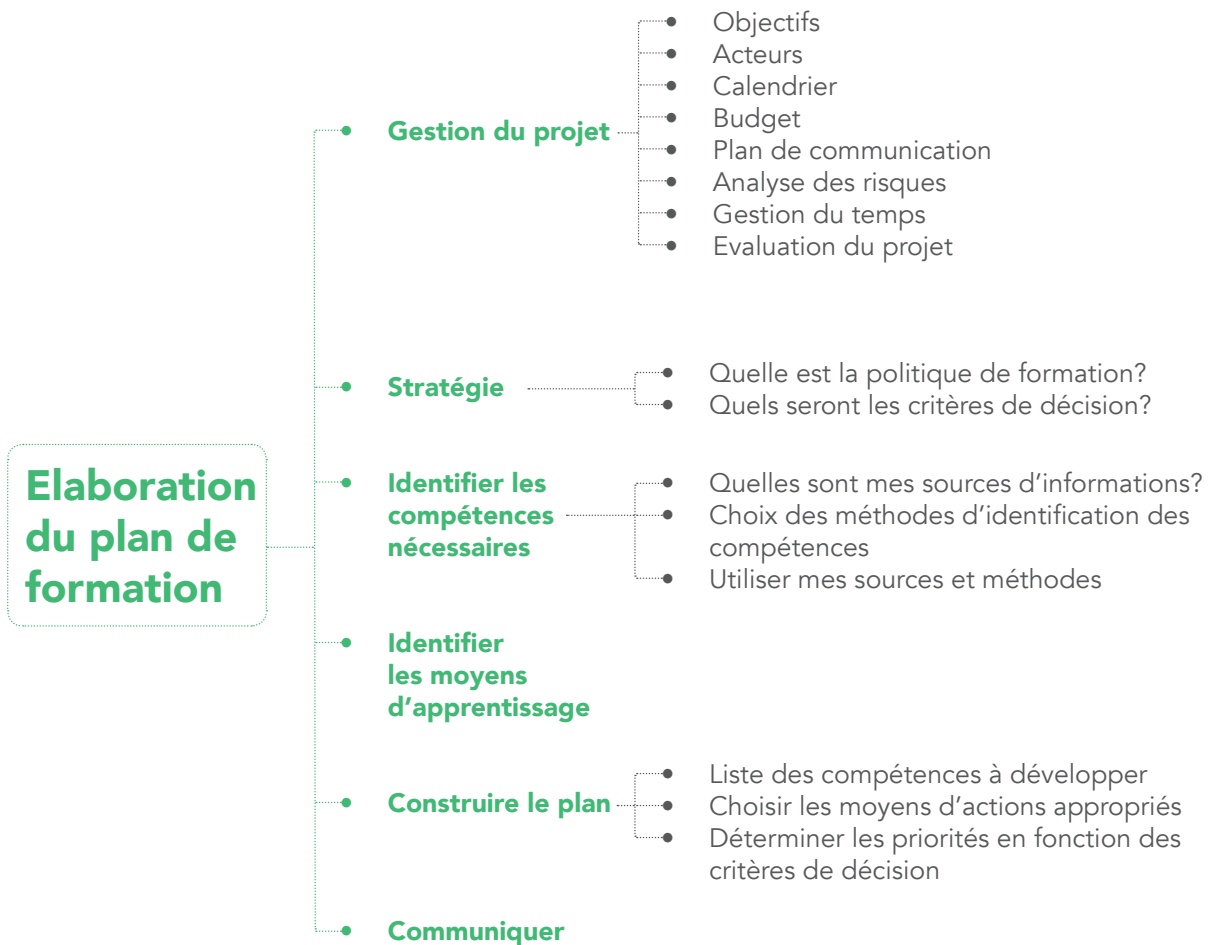 Elaboration
du plan de
formation
Gestion du projet
Objectifs
Acteurs
Calendrier
Budget
Plan de communication
Analyse des risques
Gestion du temps
Evaluation du projet
Stratégie
Quelle est la politique de formation?
Quels seront les critères de décision?
Identifier les
compétences
nécessaires
Quelles sont mes sources d’informations?
Choix des méthodes d’identification des
compétences
Utiliser mes sources et méthodes
Identifier
les moyens
d’apprentissage
Construire le plan
Liste des compétences à développer
Choisir les moyens d’actions appropriés
Déterminer les priorités en fonction des
critères de décision
Communiquer